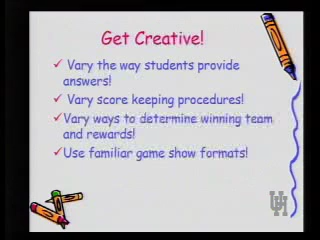 Get Creative!
Vary the way students provide
answers!
Vary score keeping procedures!
Vary ways to determine winning team
and rewards!
Use familiar game show formats!
UH